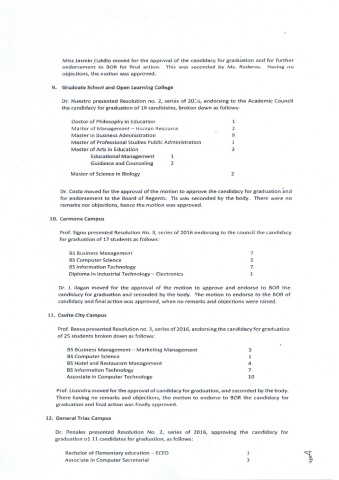 Miss Jasmin Cubillo moved for the approval of the candidacy for graduation and for further
endorsement to BOR for final action. This was seconded by Ms. Rodaros. Having no
objections, the motion was approved.
9. Graduate School and Open Learning College
Dr. Nuestro presented Resolution no. 2, series of 2016, endorsing to the Academic Council
the candidacy for graduation of 18 candidates, broken down as follows:
Doctor of Philosophy in Education 1
Master of Management – Human Resource 2
Master in Business Administration 9
Master of Professional Studies Public Administration 1
Master of Arts in Education 3
Educational Management 1
Guidance and Counseling 2
Master of Science in Biology 2
Dr. Costa moved for the approval of the motion to approve the candidacy for graduation and
for endorsement to the Board of Regents. Tis was seconded by the body. There were no
remarks nor objections, hence the motion was approved.
10. Carmona Campus
Prof. Signo presented Resolution No. 3, series of 2016 endorsing to the council the candidacy
for graduation of 17 students as follows:
BS Business Management 7
BS Computer Science 2
BS Information Technology 7
Diploma in Industrial Technology – Electronics 1
Dr. J. Ilagan moved for the approval of the motion to approve and endorse to BOR the
candidacy for graduation and seconded by the body. The motion to endorse to the BOR of
candidacy and final action was approved, when no remarks and objections were raised.
11. Cavite City Campus
Prof. Baesa presented Resolution no. 3, series of 2016, endorsing the candidacy for graduation
of 25 students broken down as follows:
BS Business Management – Marketing Management 3
BS Computer Science 1
BS Hotel and Restaurant Management 4
BS Information Technology 7
Associate in Computer Technology 10
Prof. Lisondra moved for the approval of candidacy for graduation, and seconded by the body.
There having no remarks and objections, the motion to endorse to BOR the candidacy for
graduation and final action was finally approved.
12. General Trias Campus
Dr. Penales presented Resolution No. 2, series of 2016, approving the candidacy for
graduation of 11 candidates for graduation, as follows:
Bachelor of Elementary education – ECED 1
Associate in Computer Secretarial 3